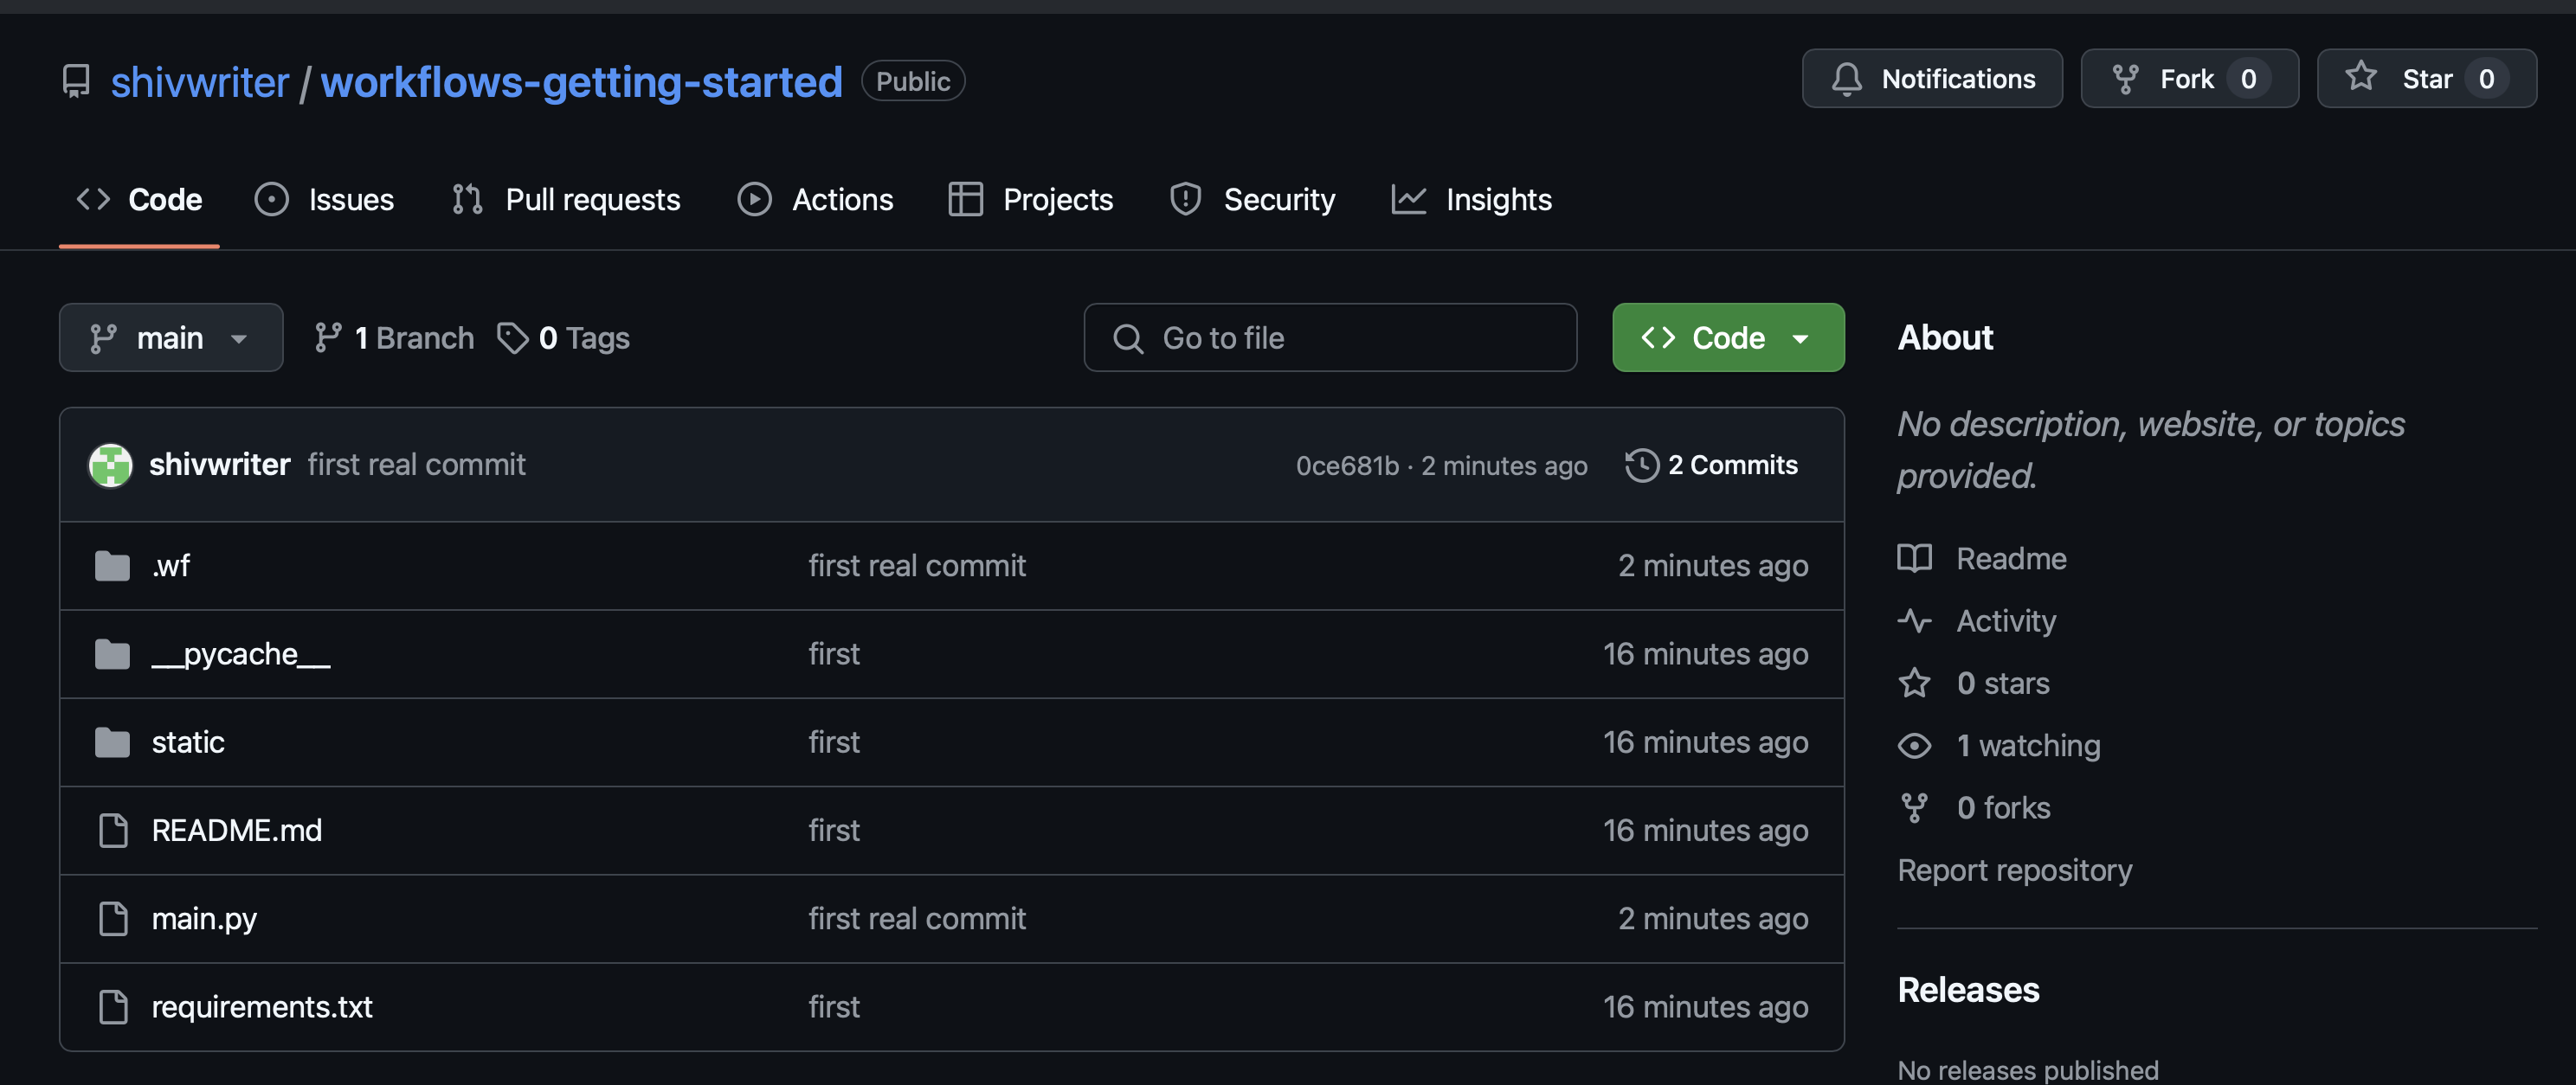 shivwriter / workflows-getting-started Public Notifications Fork 0 Star 0
Code Issues Pull requests Actions Projects Security Insights
main 1 Branch 0 Tags Go to file Code
shivwriter first real commit 0ce681b · 2 minutes ago 2 Commits
.wf first real commit 2 minutes ago
__pycache__ first 16 minutes ago
static first 16 minutes ago
README.md first 16 minutes ago
main.py first real commit 2 minutes ago
requirements.txt first 16 minutes ago
About
No description, website, or topics
provided.
Readme
Activity
0 stars
1 watching
0 forks
Report repository
Releases
No releases published